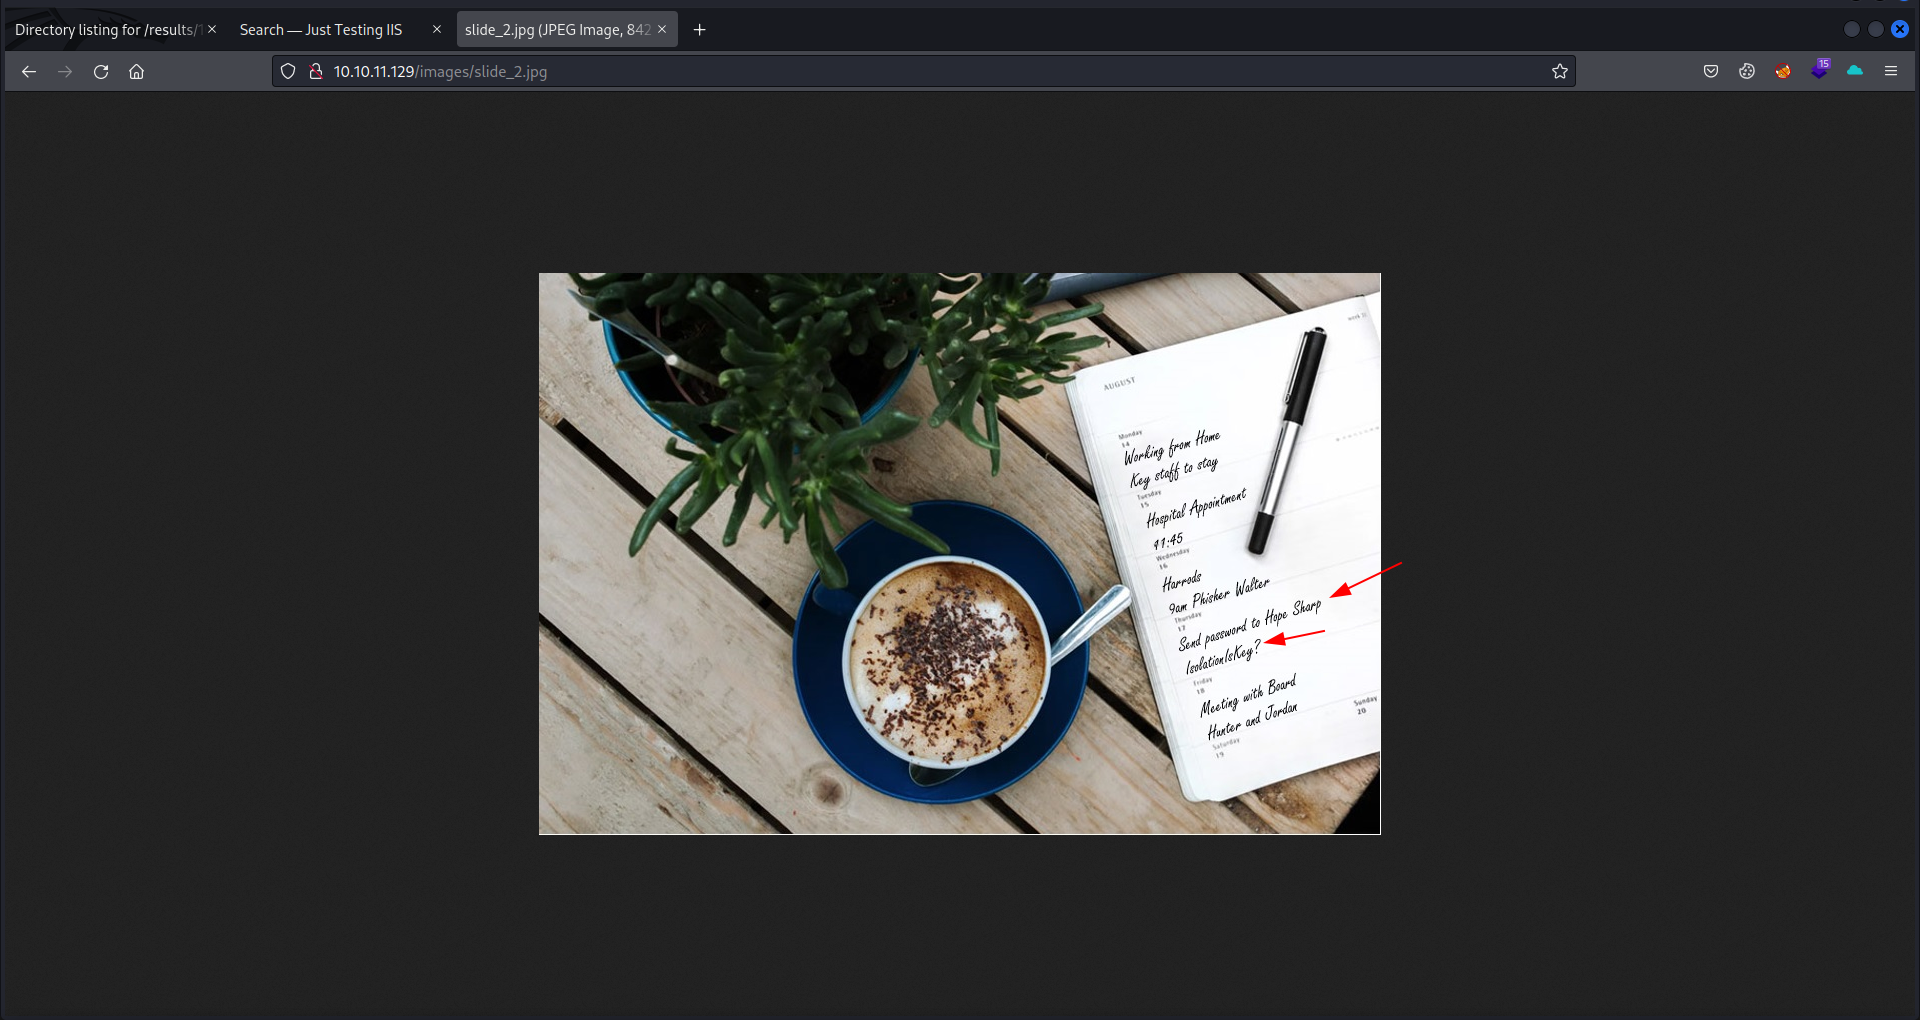 Directory listing for /results/
Search — Just Testing IIS
slide_2.jpg (JPEG Image, 842
10.10.11.129/images/slide_2.jpg
15
AUGUST
Monday
14
Working from Home
Key staff to stay
Tuesday
15
Hospital Appointment
11:45
Wednesday
16
Harrods
9am Phisher Walter
Thursday
17
Send password to Hope Sharp
IsolationIsKey?
Friday
18
Meeting with Board
Hunter and Jordan
Saturday
19
Sunday
20
week